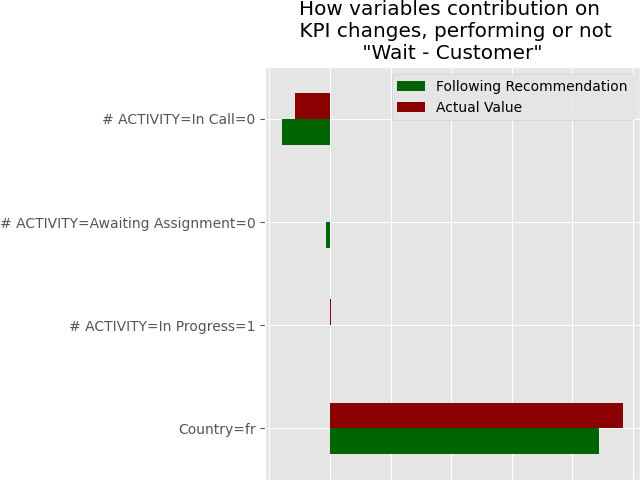 How variables contribution on
KPI changes, performing or not
"Wait - Customer"
Following Recommendation
Actual Value
# ACTIVITY=In Call=0
# ACTIVITY=Awaiting Assignment=0
# ACTIVITY=In Progress=1
Country=fr